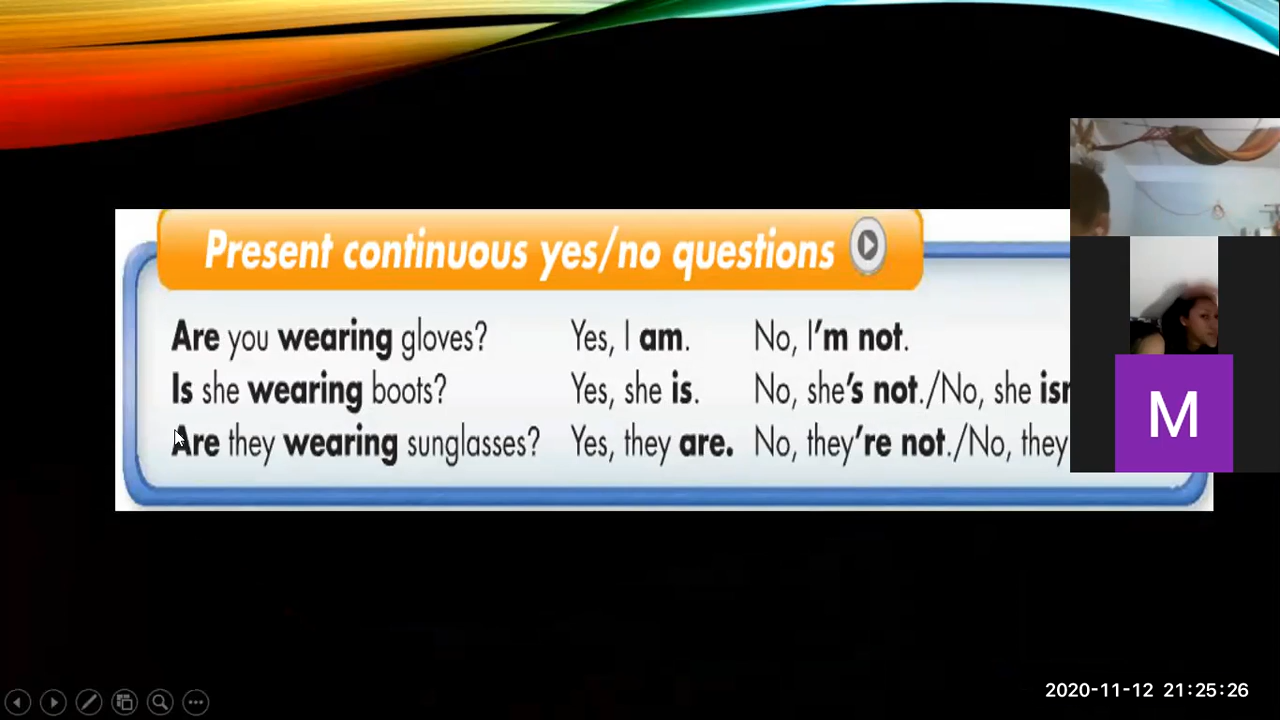 Present continuous yes/no questions
Are you wearing gloves? Yes, I am. No, I'm not.
Is she wearing boots? Yes, she is. No, she's not./No, she
Are they wearing sunglasses? Yes, they are. No, they're not./No, they
M
2020-11-12 21:25:26